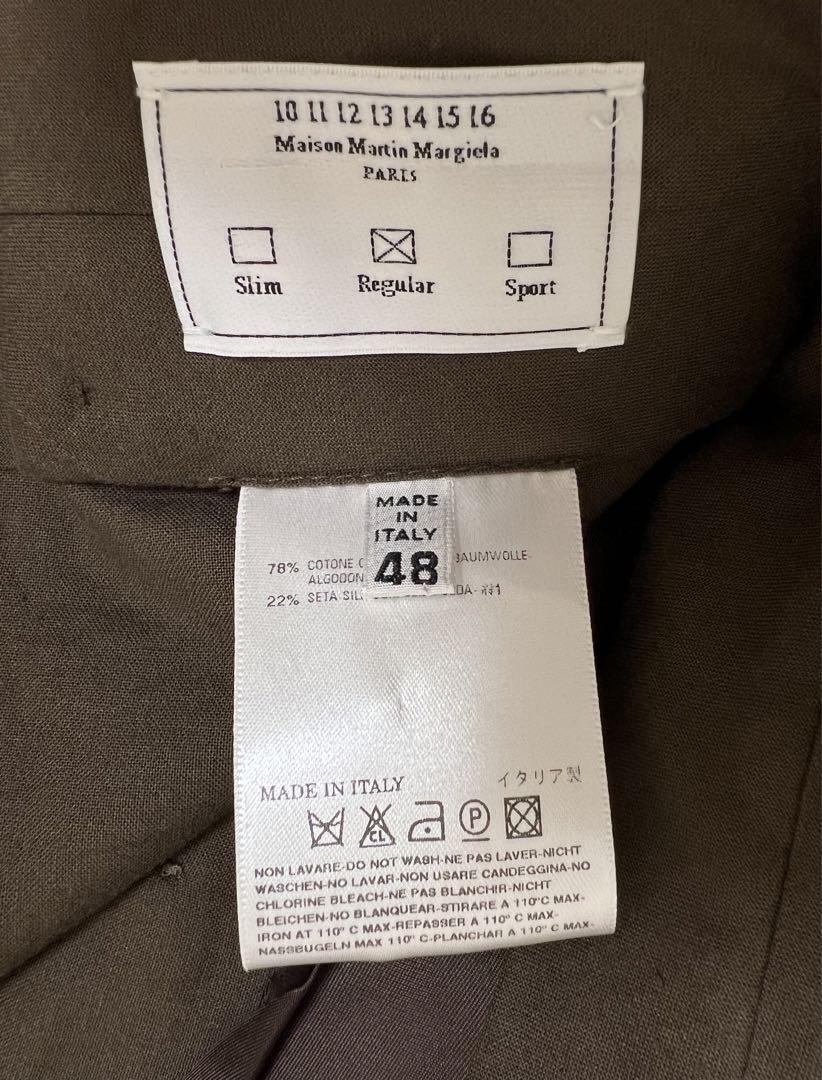 10 11 12 13 14 15 16
Maison Martin Margiela
PARIS
Slim Regular Sport
MADE
IN
ITALY
48
78% COTONE
ALGODON
22% SETA
MADE IN ITALY イタリア製
CL P
NON LAVARE-DO NOT WASH-NE PAS LAVER-NICHT
WASCHEN-NO LAVAR-NON USARE CANDEGGINA-NO
CHLORINE BLEACH-NE PAS BLANCHIR-NICHT
BLEICHEN-NO BLANQUEAR-STIRARE A 110° C MAX-
IRON AT 110° C MAX-REPASSER A 110° C MAX-
NASSBUGELN MAX 110° C-PLANCHAR A 110° C MAX-